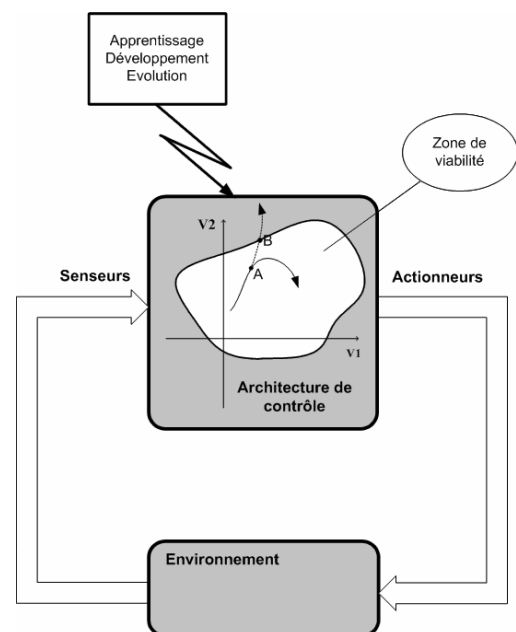 Apprentissage
Développement
Evolution
Zone de
viabilité
V2
B
A
V1
Senseurs
Actionneurs
Architecture de
contrôle
Environnement